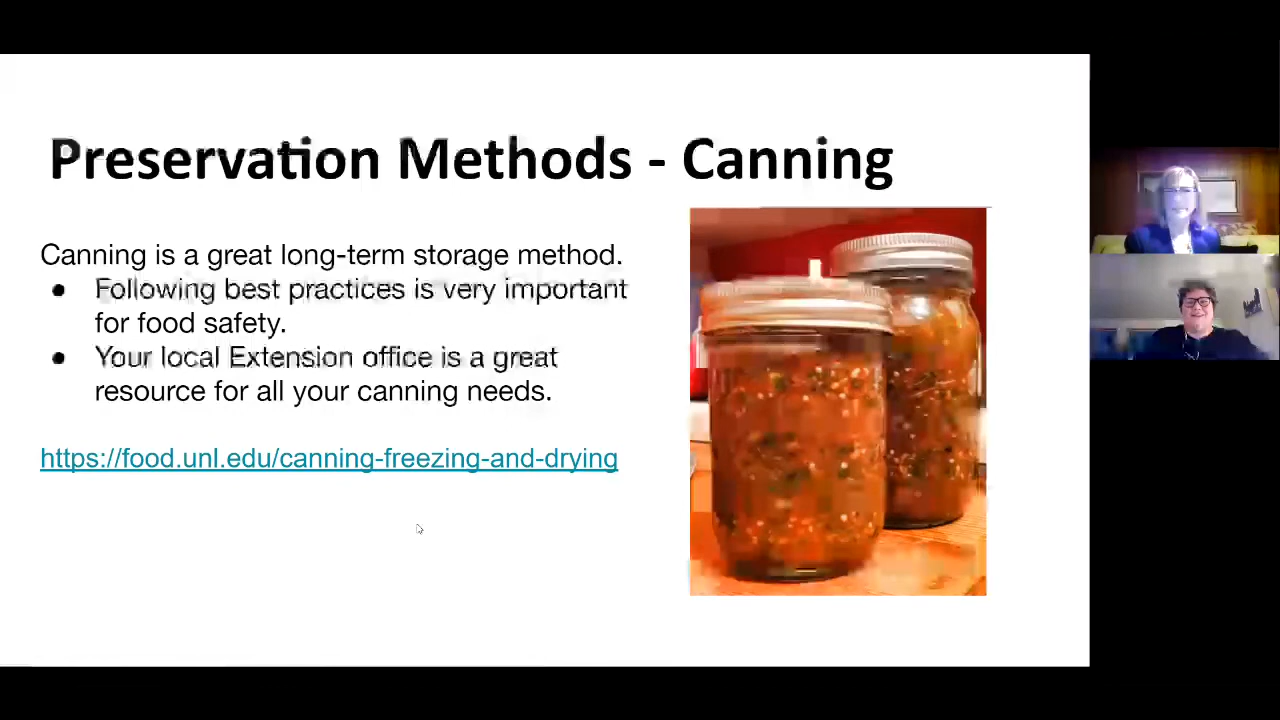 Preservation Methods - Canning
Canning is a great long-term storage method.
● Following best practices is very important
for food safety.
● Your local Extension office is a great
resource for all your canning needs.
https://food.unl.edu/canning-freezing-and-drying